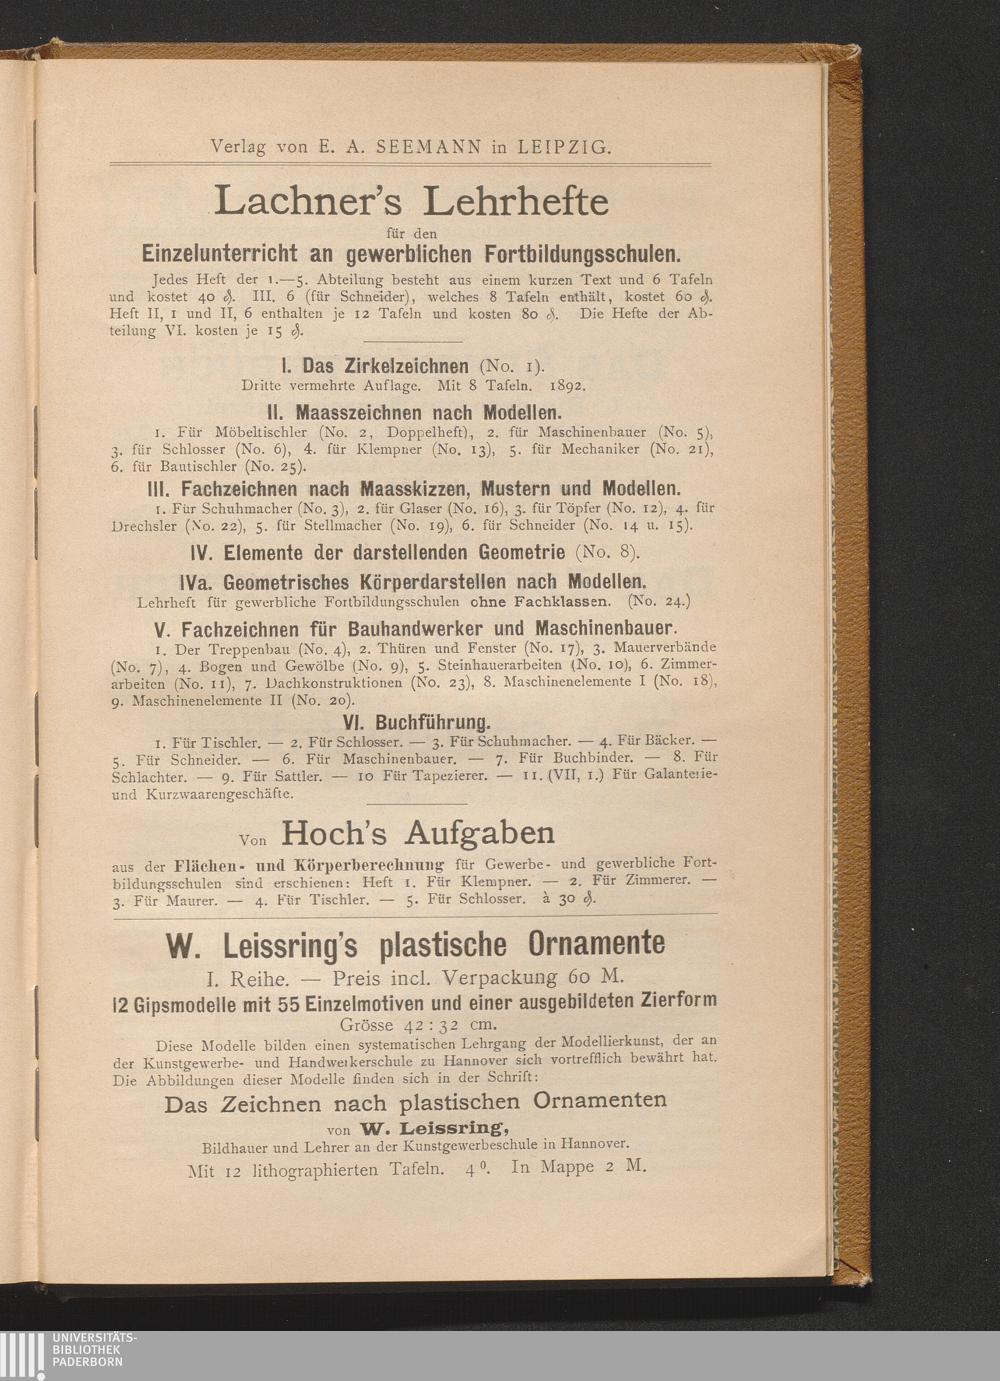 Verlag von E. A. SEEMANN in LEIPZIG.
Lachner's Lehrhefte
für den
Einzelunterricht an gewerblichen Fortbildungsschulen.
Jedes Heft der 1.—5. Abteilung besteht aus einem kurzen Text und 6 Tafeln
und kostet 40 ₰. III. 6 (für Schneider), welches 8 Tafeln enthält, kostet 60 ₰.
Heft II, 1 und II, 6 enthalten je 12 Tafeln und kosten 80 ₰. Die Hefte der Ab-
teilung VI. kosten je 15 ₰.
I. Das Zirkelzeichnen (No. 1).
Dritte vermehrte Auflage. Mit 8 Tafeln. 1892.
II. Maasszeichnen nach Modellen.
1. Für Möbeltischler (No. 2, Doppelheft), 2. für Maschinenbauer (No. 5),
3. für Schlosser (No. 6), 4. für Klempner (No. 13), 5. für Mechaniker (No. 21),
6. für Bautischler (No. 25).
III. Fachzeichnen nach Maasskizzen, Mustern und Modellen.
1. Für Schuhmacher (No. 3), 2. für Glaser (No. 16), 3. für Töpfer (No. 12), 4. für
Drechsler (No. 22), 5. für Stellmacher (No. 19), 6. für Schneider (No. 14 u. 15).
IV. Elemente der darstellenden Geometrie (No. 8).
IVa. Geometrisches Körperdarstellen nach Modellen.
Lehrheft für gewerbliche Fortbildungsschulen ohne Fachklassen. (No. 24.)
V. Fachzeichnen für Bauhandwerker und Maschinenbauer.
1. Der Treppenbau (No. 4), 2. Thüren und Fenster (No. 17), 3. Mauerverbände
(No. 7), 4. Bogen und Gewölbe (No. 9), 5. Steinhauerarbeiten (No. 10), 6. Zimmer-
arbeiten (No. 11), 7. Dachkonstruktionen (No. 23), 8. Maschinenelemente I (No. 18),
9. Maschinenelemente II (No. 20).
VI. Buchführung.
1. Für Tischler. — 2. Für Schlosser. — 3. Für Schuhmacher. — 4. Für Bäcker. —
5. Für Schneider. — 6. Für Maschinenbauer. — 7. Für Buchbinder. — 8. Für
Schlachter. — 9. Für Sattler. — 10 Für Tapezierer. — 11. (VII, 1.) Für Galanterie-
und Kurzwaarengeschäfte.
Von Hoch's Aufgaben
aus der Flächen- und Körperberechnung für Gewerbe- und gewerbliche Fort-
bildungsschulen sind erschienen: Heft 1. Für Klempner. — 2. Für Zimmerer. —
3. Für Maurer. — 4. Für Tischler. — 5. Für Schlosser. à 30 ₰.
W. Leissring's plastische Ornamente
I. Reihe. — Preis incl. Verpackung 60 M.
12 Gipsmodelle mit 55 Einzelmotiven und einer ausgebildeten Zierform
Grösse 42 : 32 cm.
Diese Modelle bilden einen systematischen Lehrgang der Modellierkunst, der an
der Kunstgewerbe- und Handwerkerschule zu Hannover sich vortrefflich bewährt hat.
Die Abbildungen dieser Modelle finden sich in der Schrift:
Das Zeichnen nach plastischen Ornamenten
von W. Leissring,
Bildhauer und Lehrer an der Kunstgewerbeschule in Hannover.
Mit 12 lithographierten Tafeln. 4⁰. In Mappe 2 M.
UNIVERSITÄTS-
BIBLIOTHEK
PADERBORN